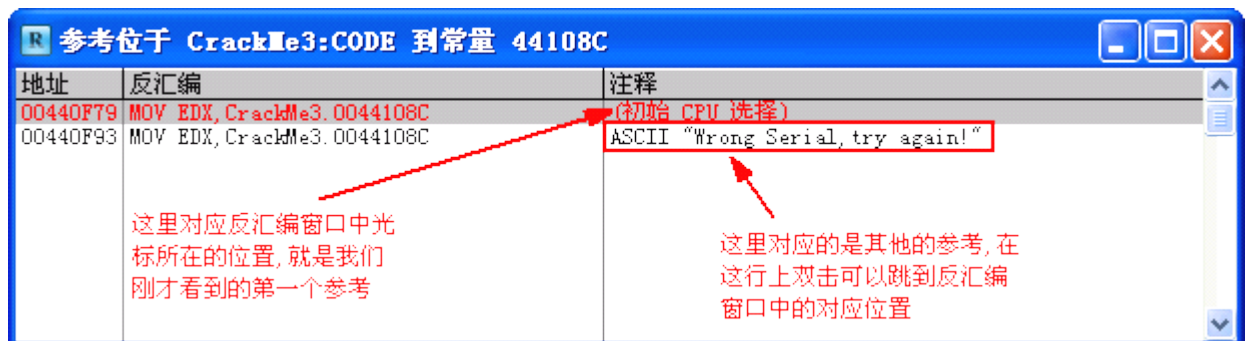 参考位于 CrackMe3:CODE 到常量 44108C
地址 反汇编 注释
00440F79 MOV EDX,CrackMe3.0044108C (初始 CPU 选择)
00440F93 MOV EDX,CrackMe3.0044108C ASCII "Wrong Serial,try again!"
这里对应反汇编窗口中光
标所在的位置,就是我们
刚才看到的第一个参考
这里对应的是其他的参考,在
这行上双击可以跳到反汇编
窗口中的对应位置